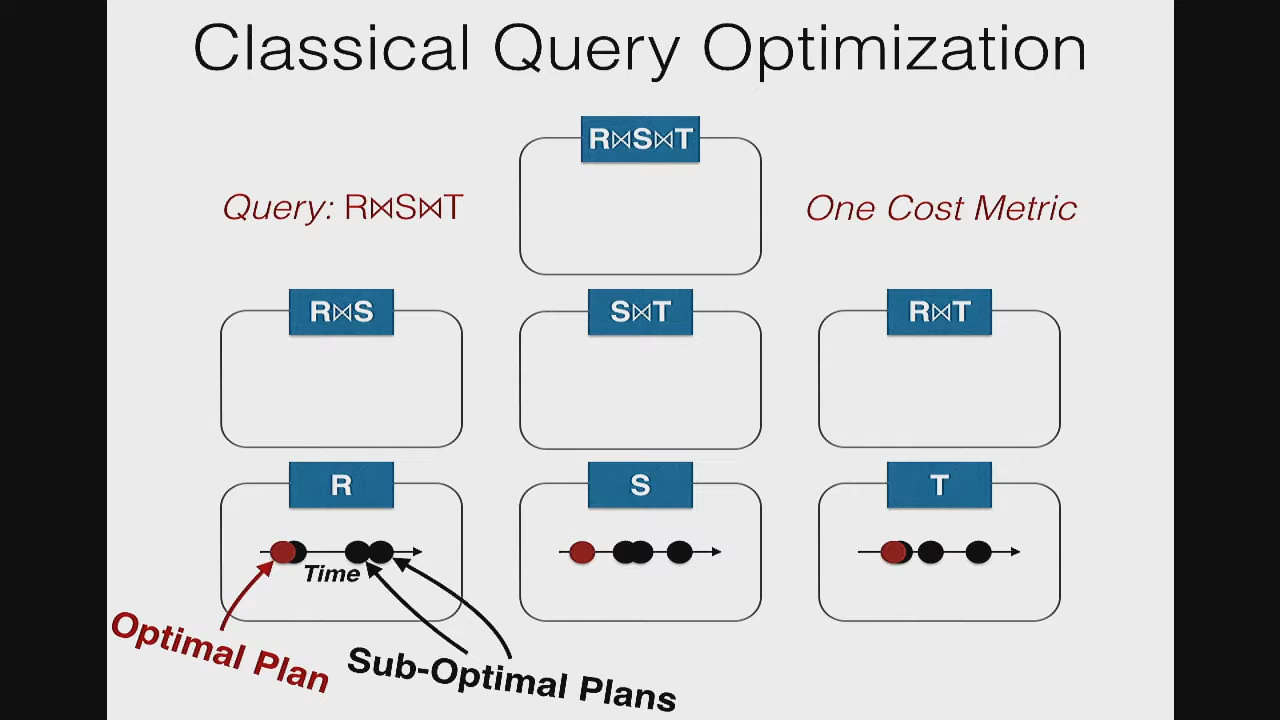 Classical Query Optimization
R⋈S⋈T
Query: R⋈S⋈T
One Cost Metric
R⋈S
S⋈T
R⋈T
R
S
T
Time
Optimal Plan
Sub-Optimal Plans